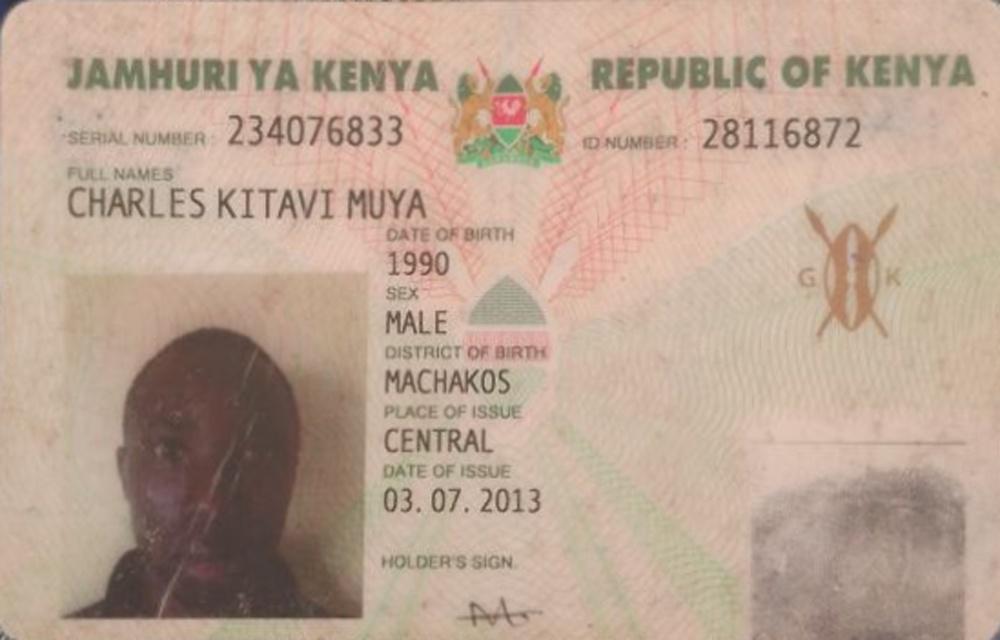 JAMHURI YA KENYA REPUBLIC OF KENYA
SERIAL NUMBER : 234076833 ID NUMBER : 28116872
FULL NAMES
CHARLES KITAVI MUYA
DATE OF BIRTH
1990
SEX
MALE
G K
DISTRICT OF BIRTH
MACHAKOS
PLACE OF ISSUE
CENTRAL
DATE OF ISSUE
03. 07. 2013
HOLDER'S SIGN.